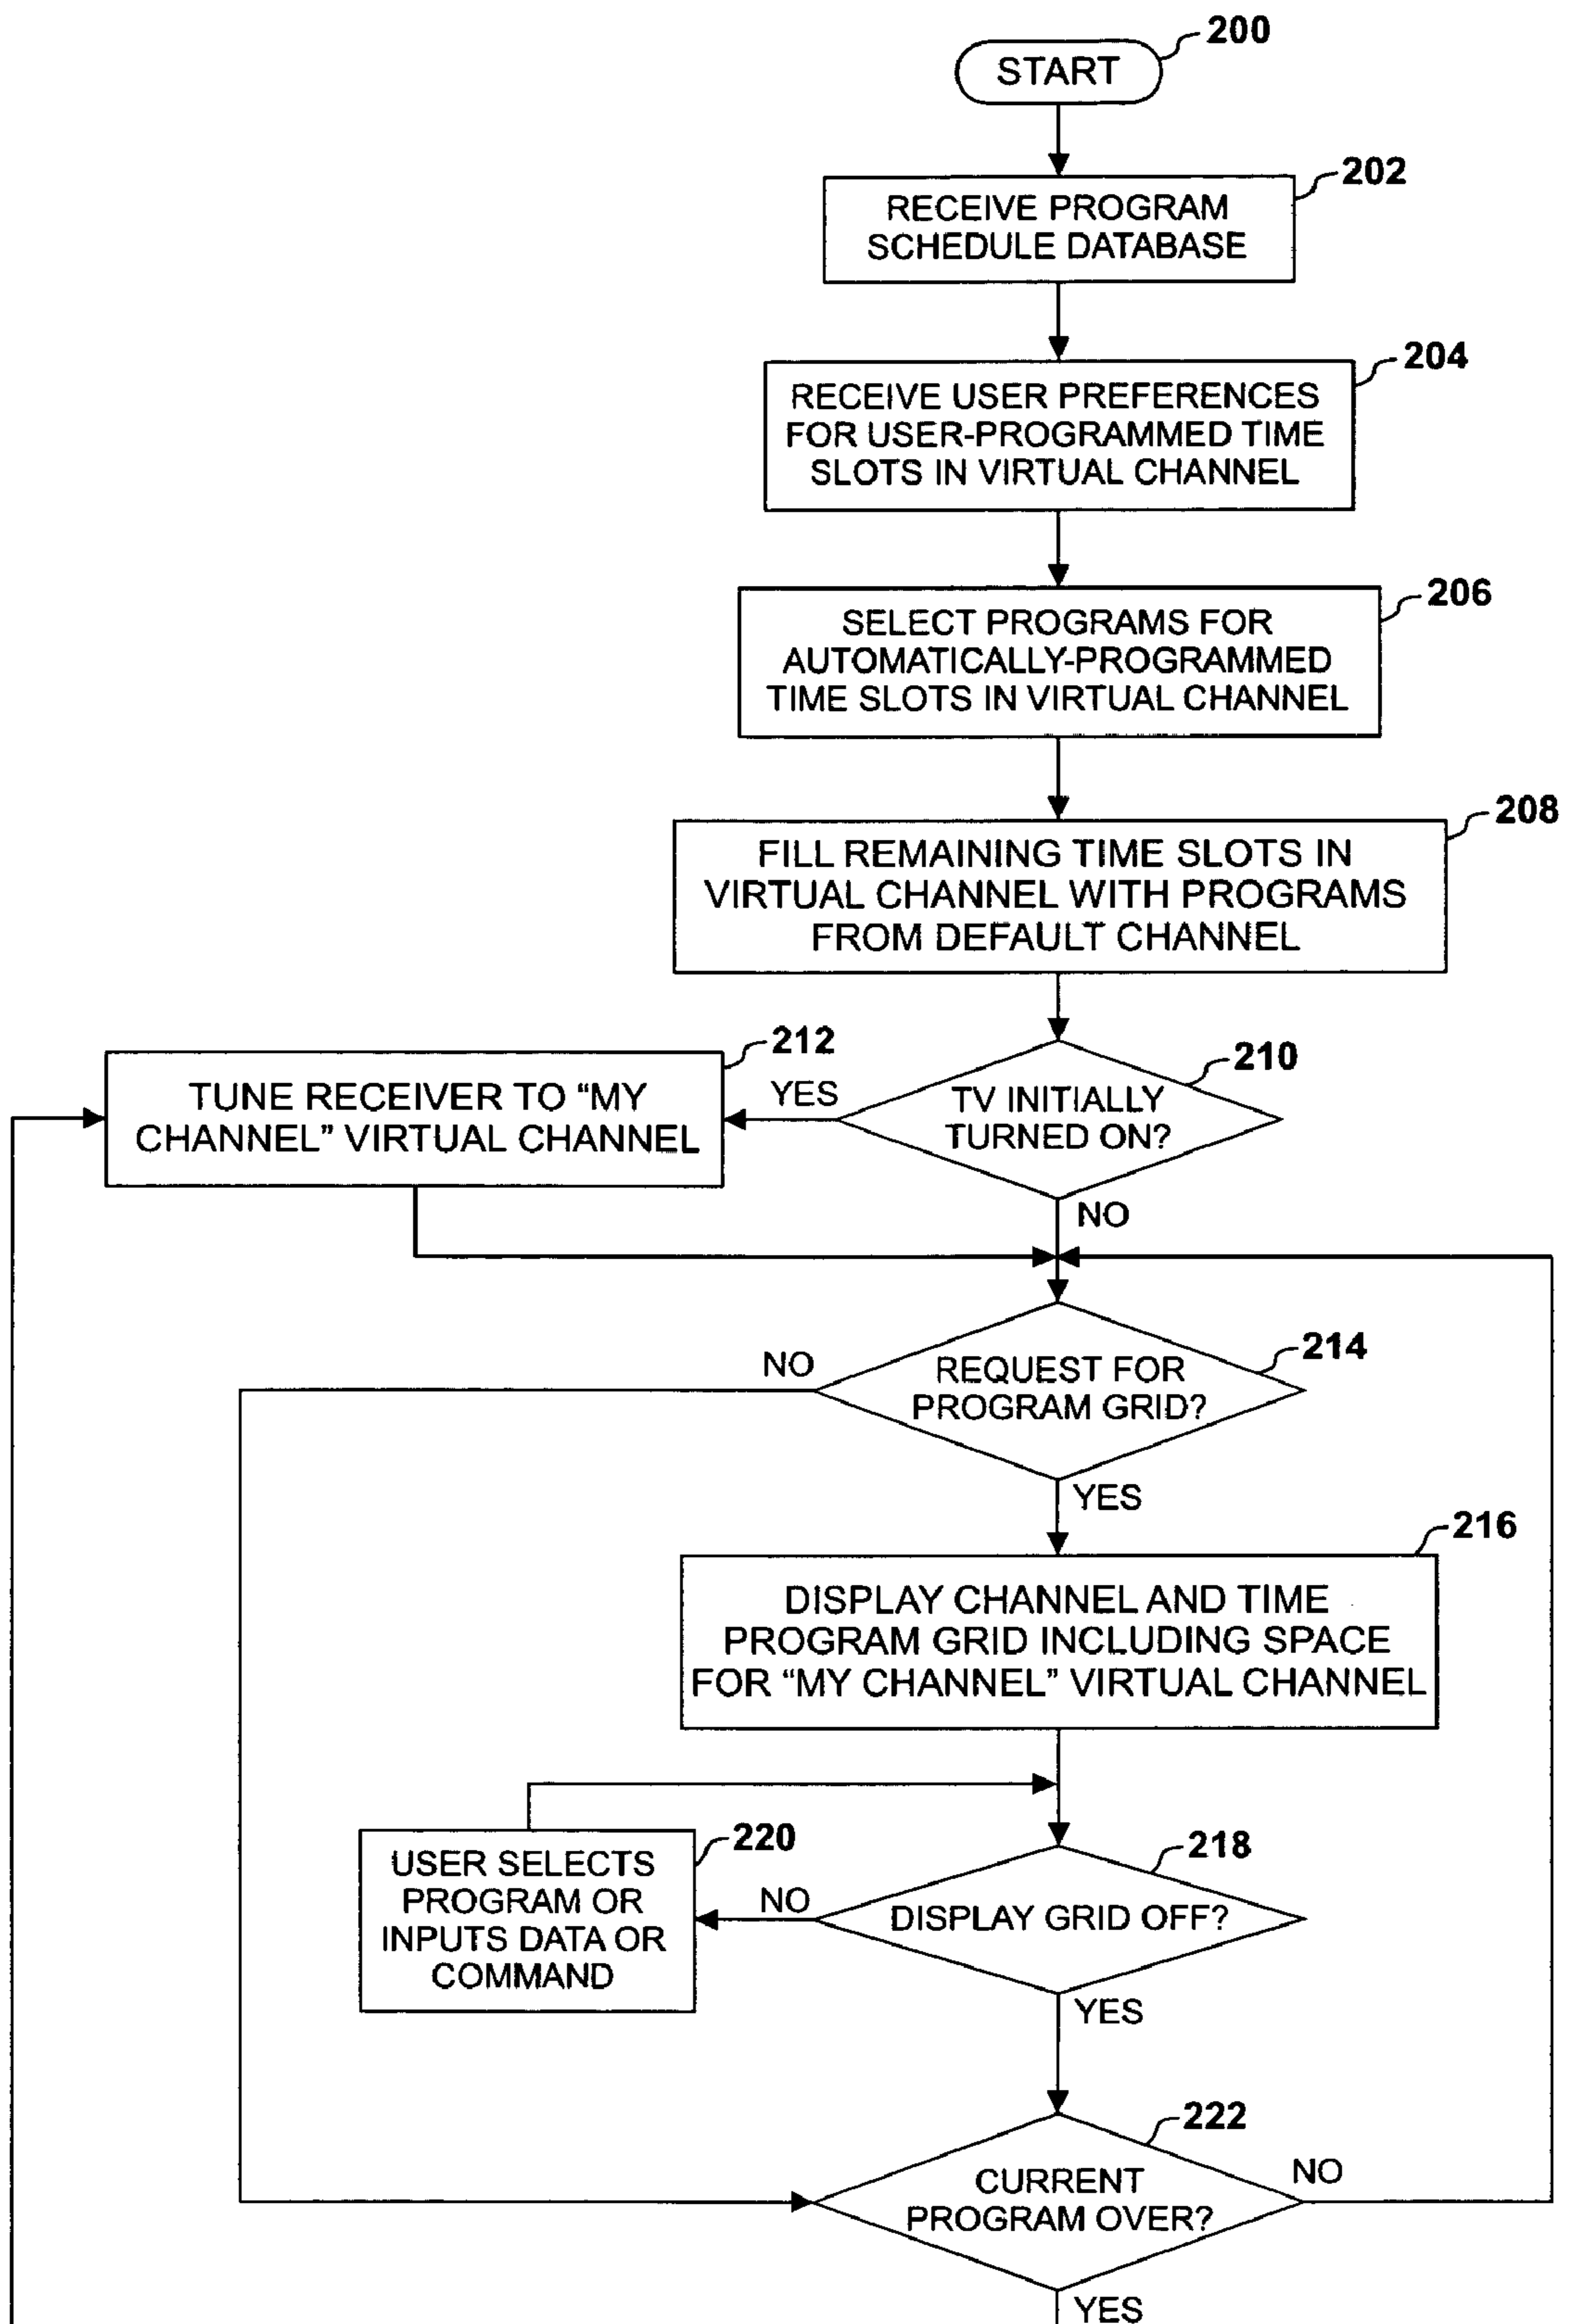 200
START
202
RECEIVE PROGRAM
SCHEDULE DATABASE
204
RECEIVE USER PREFERENCES
FOR USER-PROGRAMMED TIME
SLOTS IN VIRTUAL CHANNEL
206
SELECT PROGRAMS FOR
AUTOMATICALLY-PROGRAMMED
TIME SLOTS IN VIRTUAL CHANNEL
208
FILL REMAINING TIME SLOTS IN
VIRTUAL CHANNEL WITH PROGRAMS
FROM DEFAULT CHANNEL
212
TUNE RECEIVER TO “MY
CHANNEL” VIRTUAL CHANNEL
YES
210
TV INITIALLY
TURNED ON?
NO
214
NO
REQUEST FOR
PROGRAM GRID?
YES
216
DISPLAY CHANNEL AND TIME
PROGRAM GRID INCLUDING SPACE
FOR “MY CHANNEL” VIRTUAL CHANNEL
220
USER SELECTS
PROGRAM OR
INPUTS DATA OR
COMMAND
NO
218
DISPLAY GRID OFF?
YES
222
CURRENT
PROGRAM OVER?
NO
YES